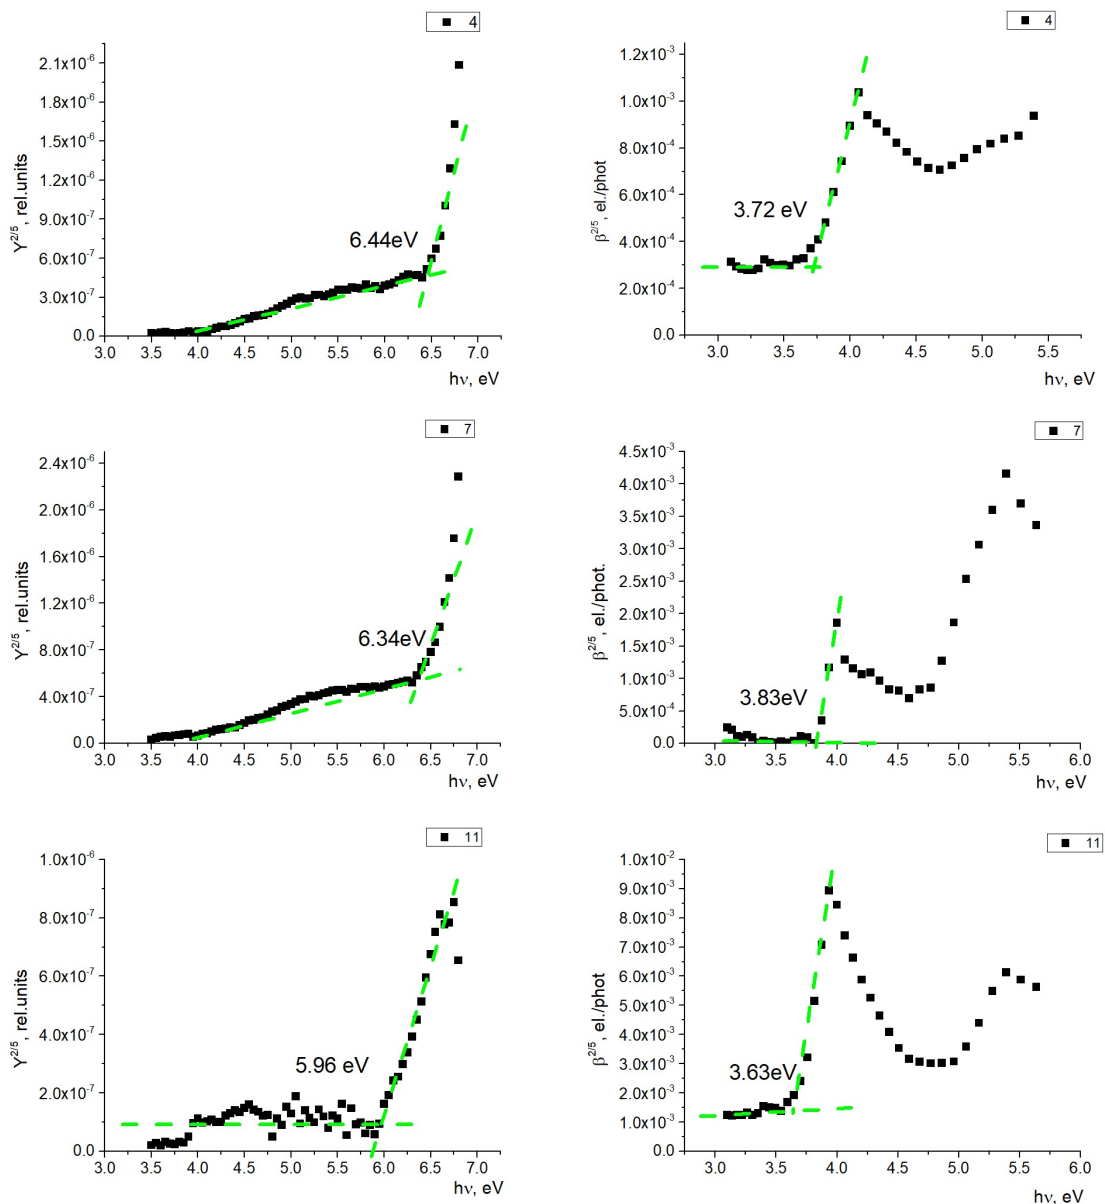 4
2.1x10⁻⁶
1.8x10⁻⁶
1.5x10⁻⁶
1.2x10⁻⁶
9.0x10⁻⁷
6.0x10⁻⁷
3.0x10⁻⁷
0.0
Y²ᐟ⁵, rel.units
6.44eV
3.0 3.5 4.0 4.5 5.0 5.5 6.0 6.5 7.0
hν, eV
4
1.2x10⁻³
1.0x10⁻³
8.0x10⁻⁴
6.0x10⁻⁴
4.0x10⁻⁴
2.0x10⁻⁴
0.0
β²ᐟ⁵, el./phot
3.72 eV
3.0 3.5 4.0 4.5 5.0 5.5
hν, eV
7
2.4x10⁻⁶
2.0x10⁻⁶
1.6x10⁻⁶
1.2x10⁻⁶
8.0x10⁻⁷
4.0x10⁻⁷
0.0
Y²ᐟ⁵, rel.units
6.34eV
3.0 3.5 4.0 4.5 5.0 5.5 6.0 6.5 7.0
hν, eV
7
4.5x10⁻³
4.0x10⁻³
3.5x10⁻³
3.0x10⁻³
2.5x10⁻³
2.0x10⁻³
1.5x10⁻³
1.0x10⁻³
5.0x10⁻⁴
0.0
β²ᐟ⁵, el./phot.
3.83eV
3.0 3.5 4.0 4.5 5.0 5.5 6.0
hν, eV
11
1.0x10⁻⁶
8.0x10⁻⁷
6.0x10⁻⁷
4.0x10⁻⁷
2.0x10⁻⁷
0.0
Y²ᐟ⁵, rel.units
5.96 eV
3.0 3.5 4.0 4.5 5.0 5.5 6.0 6.5 7.0
hν, eV
11
1.0x10⁻²
9.0x10⁻³
8.0x10⁻³
7.0x10⁻³
6.0x10⁻³
5.0x10⁻³
4.0x10⁻³
3.0x10⁻³
2.0x10⁻³
1.0x10⁻³
0.0
β²ᐟ⁵, el./phot
3.63eV
3.0 3.5 4.0 4.5 5.0 5.5 6.0
hν, eV